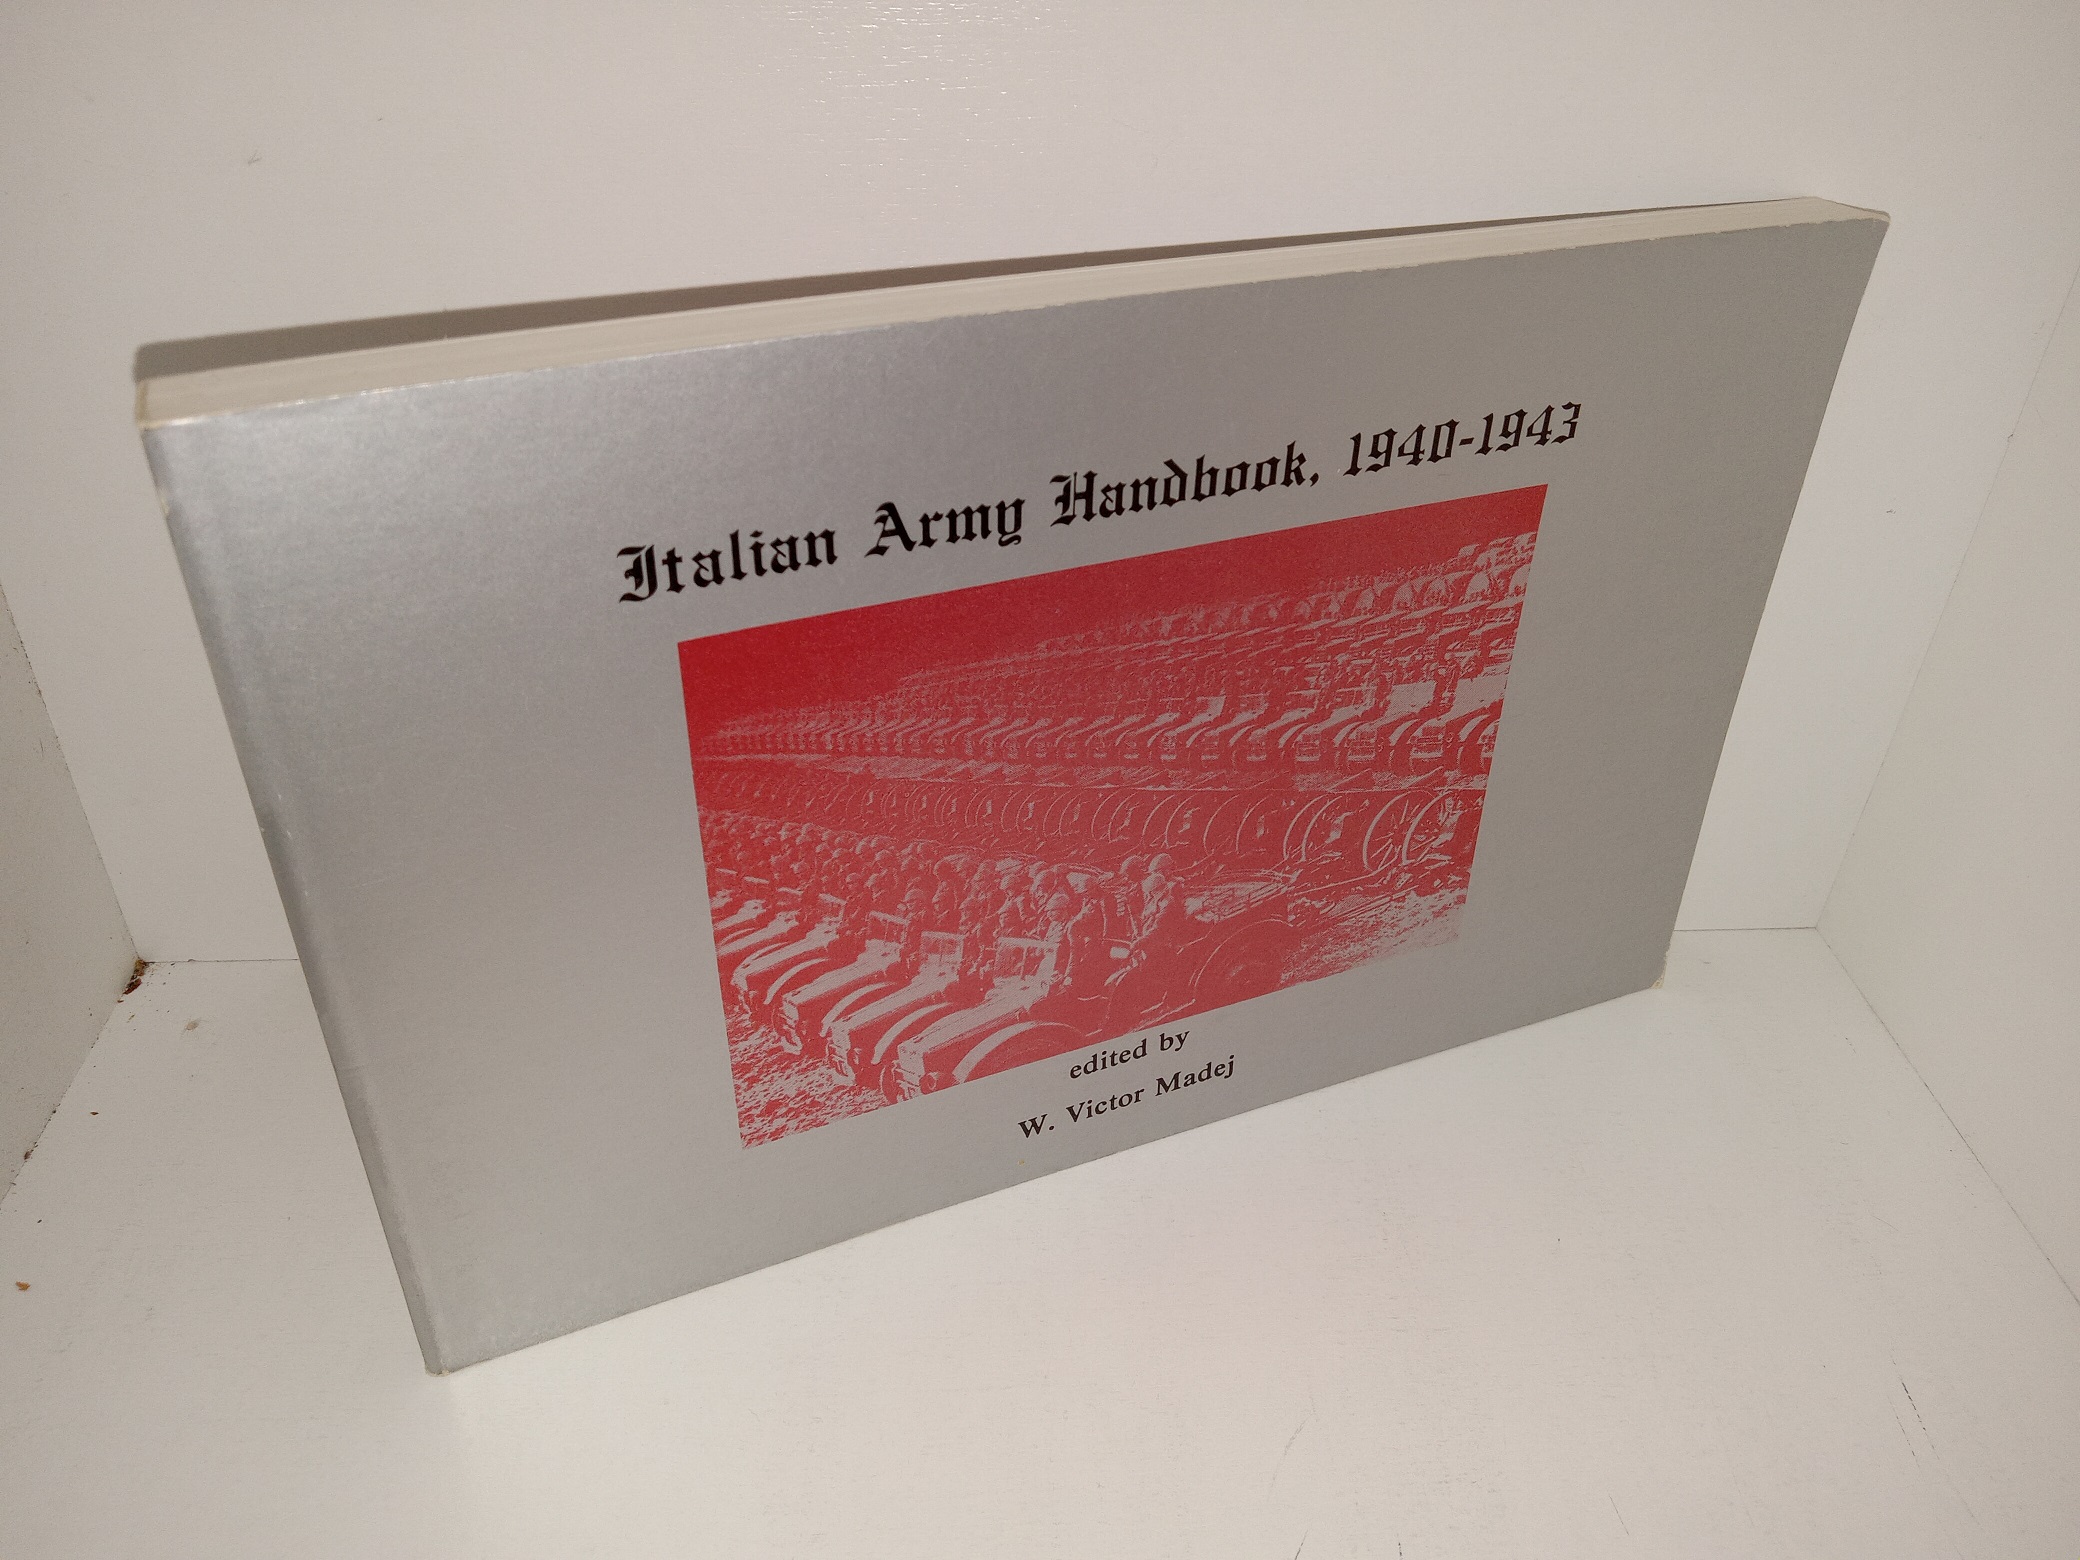 Italian Army Handbook, 1940-1943
edited by
W. Victor Madej